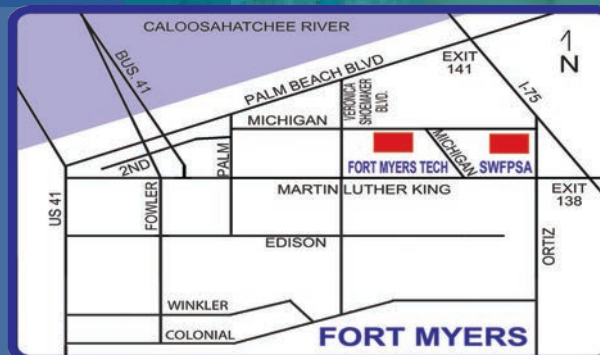 CALOOSAHATCHEE RIVER
BUS. 41
PALM BEACH BLVD
EXIT
141
I-75
N
VERONICA
SHOEMAKER
BLVD.
MICHIGAN
2ND
PALM
FORT MYERS TECH
MICHIGAN
SWFPSA
US 41
FOWLER
MARTIN LUTHER KING
EXIT
138
EDISON
ORTIZ
WINKLER
COLONIAL
FORT MYERS